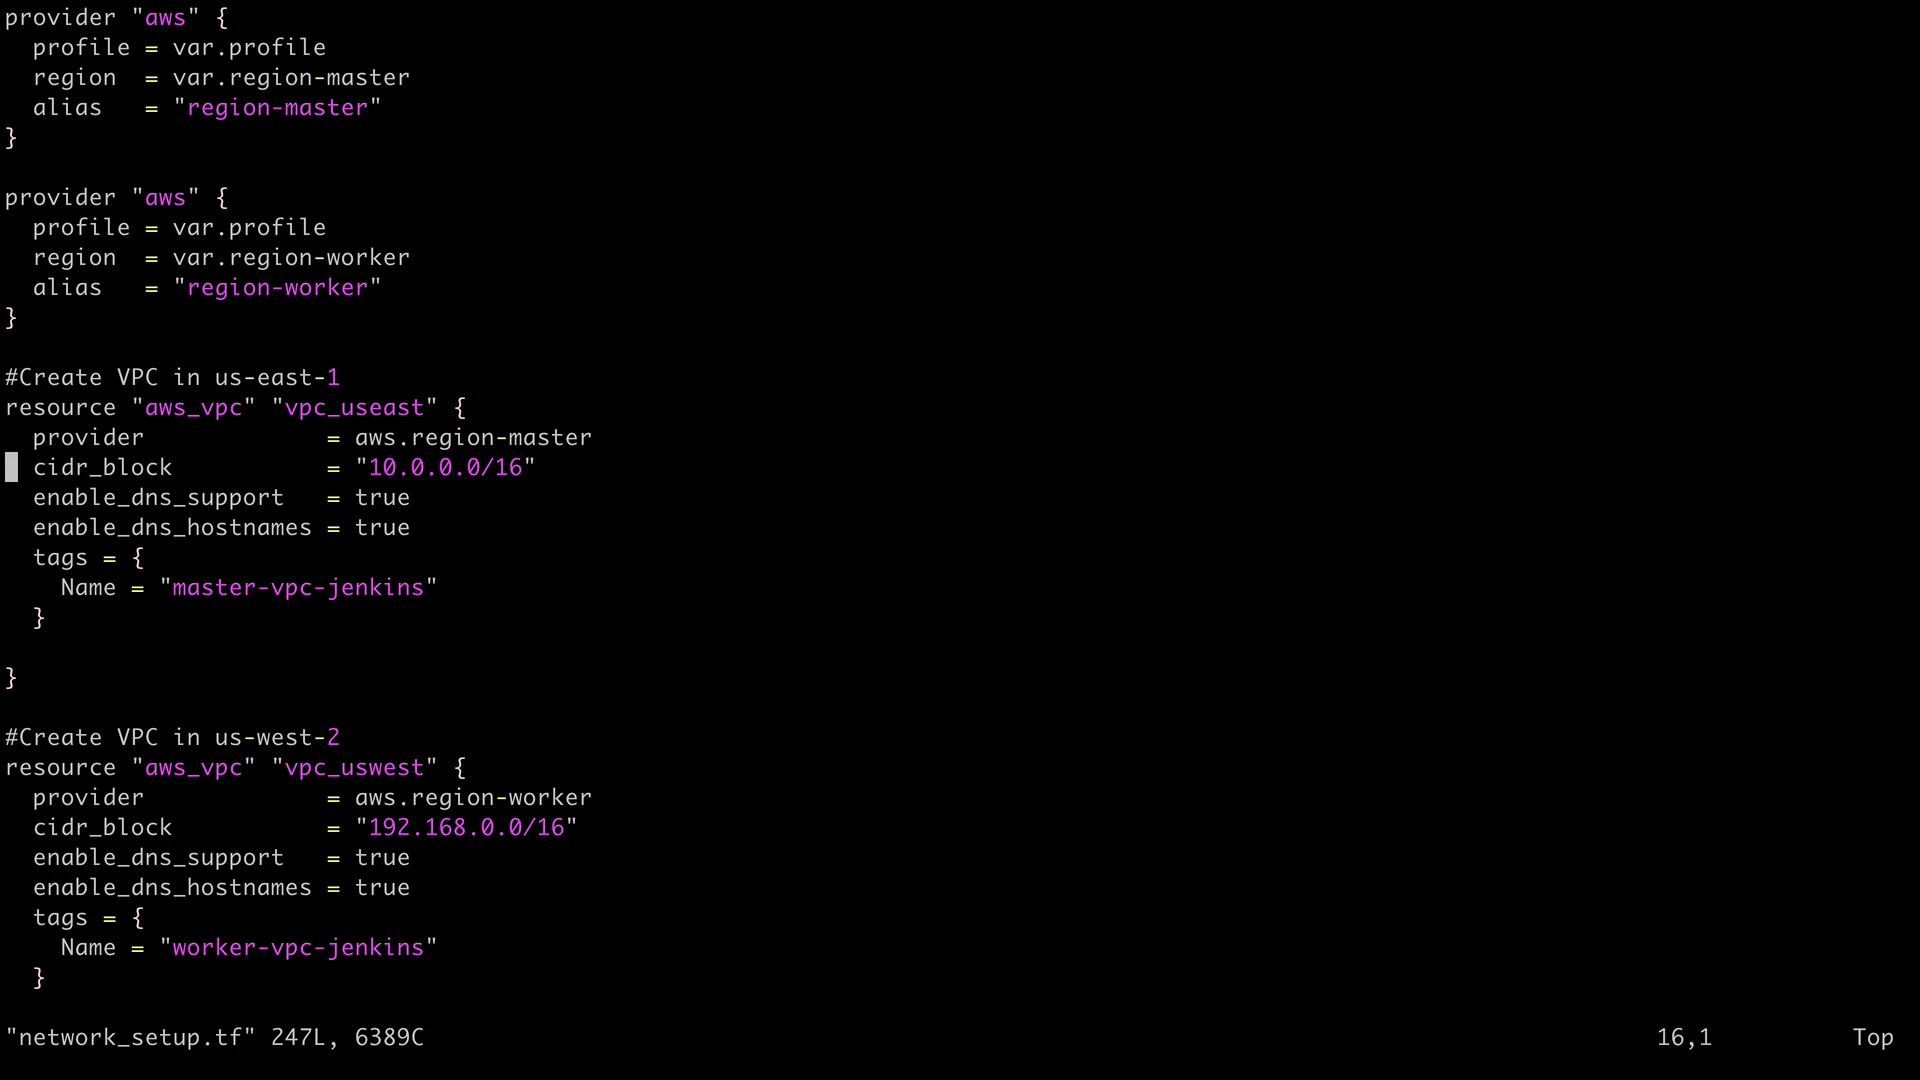 provider "aws" {
  profile = var.profile
  region  = var.region-master
  alias   = "region-master"
}

provider "aws" {
  profile = var.profile
  region  = var.region-worker
  alias   = "region-worker"
}

#Create VPC in us-east-1
resource "aws_vpc" "vpc_useast" {
  provider             = aws.region-master
  cidr_block           = "10.0.0.0/16"
  enable_dns_support   = true
  enable_dns_hostnames = true
  tags = {
    Name = "master-vpc-jenkins"
  }

}

#Create VPC in us-west-2
resource "aws_vpc" "vpc_uswest" {
  provider             = aws.region-worker
  cidr_block           = "192.168.0.0/16"
  enable_dns_support   = true
  enable_dns_hostnames = true
  tags = {
    Name = "worker-vpc-jenkins"
  }

"network_setup.tf" 247L, 6389C 16,1 Top